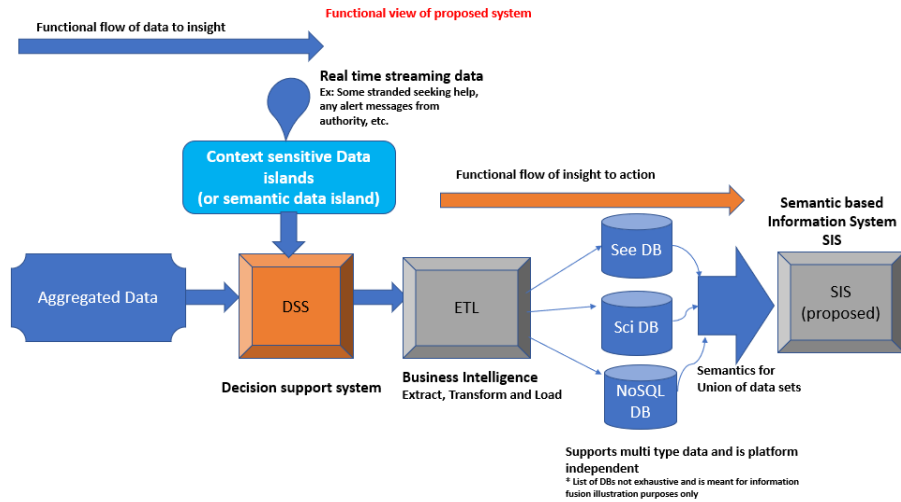 Functional view of proposed system
Functional flow of data to insight
Real time streaming data
Ex: Some stranded seeking help,
any alert messages from
authority, etc.
Context sensitive Data
islands
(or semantic data island)
Functional flow of insight to action
Semantic based
Information System
SIS
Aggregated Data
DSS
ETL
See DB
Sci DB
NoSQL
DB
SIS
(proposed)
Decision support system
Business Intelligence
Extract, Transform and Load
Semantics for
Union of data sets
Supports multi type data and is platform
independent
* List of DBs not exhaustive and is meant for information
fusion illustration purposes only